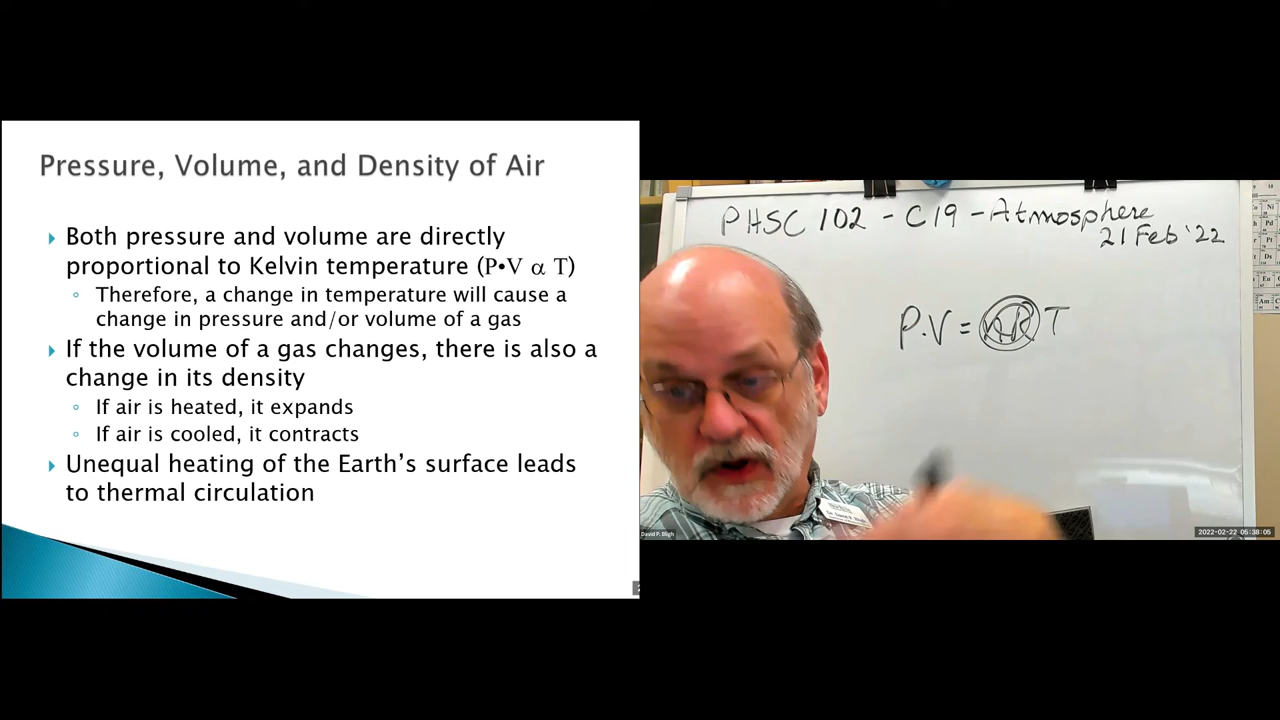 Pressure, Volume, and Density of Air
Both pressure and volume are directly
proportional to Kelvin temperature (P•V α T)
Therefore, a change in temperature will cause a
change in pressure and/or volume of a gas
If the volume of a gas changes, there is also a
change in its density
If air is heated, it expands
If air is cooled, it contracts
Unequal heating of the Earth's surface leads
to thermal circulation
PHSC 102 - C19 - Atmosphere
21 Feb '22
P.V = nR T
David P. Bligh
2022-02-22 05:38:05